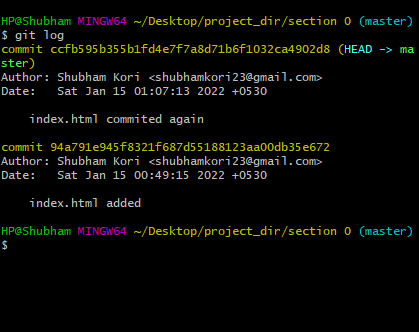 HP@Shubham MINGW64 ~/Desktop/project_dir/section 0 (master)
$ git log
commit ccfb595b355b1fd4e7f7a8d71b6f1032ca4902d8 (HEAD -> ma
ster)
Author: Shubham Kori <shubhamkori23@gmail.com>
Date:   Sat Jan 15 01:07:13 2022 +0530
    index.html commited again
commit 94a791e945f8321f687d55188123aa00db35e672
Author: Shubham Kori <shubhamkori23@gmail.com>
Date:   Sat Jan 15 00:49:15 2022 +0530
    index.html added
HP@Shubham MINGW64 ~/Desktop/project_dir/section 0 (master)
$